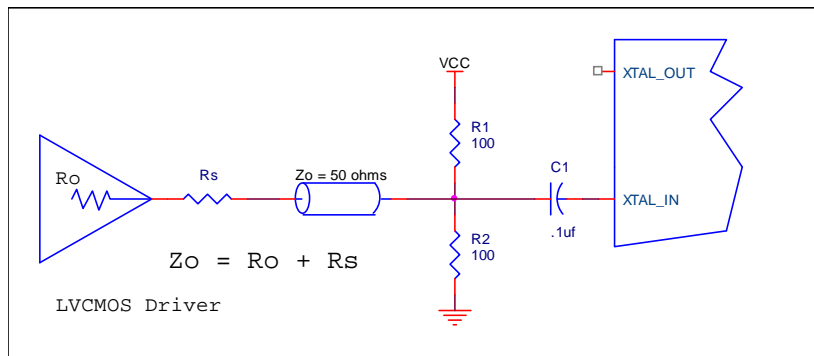 VCC
XTAL_OUT
R1
100
C1
Ro
Rs
Zo = 50 ohms
XTAL_IN
R2
100
.1uf
Zo = Ro + Rs
LVCMOS Driver